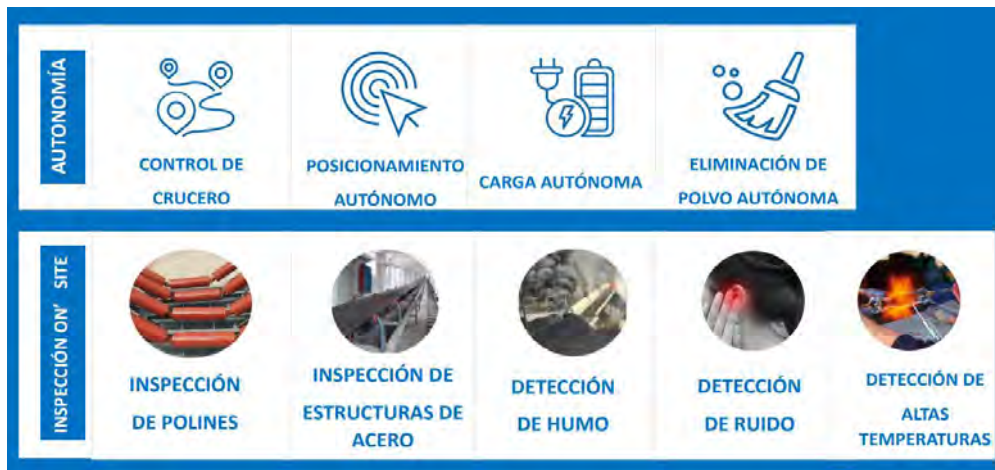 AUTONOMÍA
CONTROL DE
CRUCERO
POSICIONAMIENTO
AUTÓNOMO
CARGA AUTÓNOMA
ELIMINACIÓN DE
POLVO AUTÓNOMA
INSPECCIÓN ON' SITE
INSPECCIÓN
DE POLINES
INSPECCIÓN DE
ESTRUCTURAS DE
ACERO
DETECCIÓN
DE HUMO
DETECCIÓN
DE RUIDO
DETECCIÓN DE
ALTAS
TEMPERATURAS